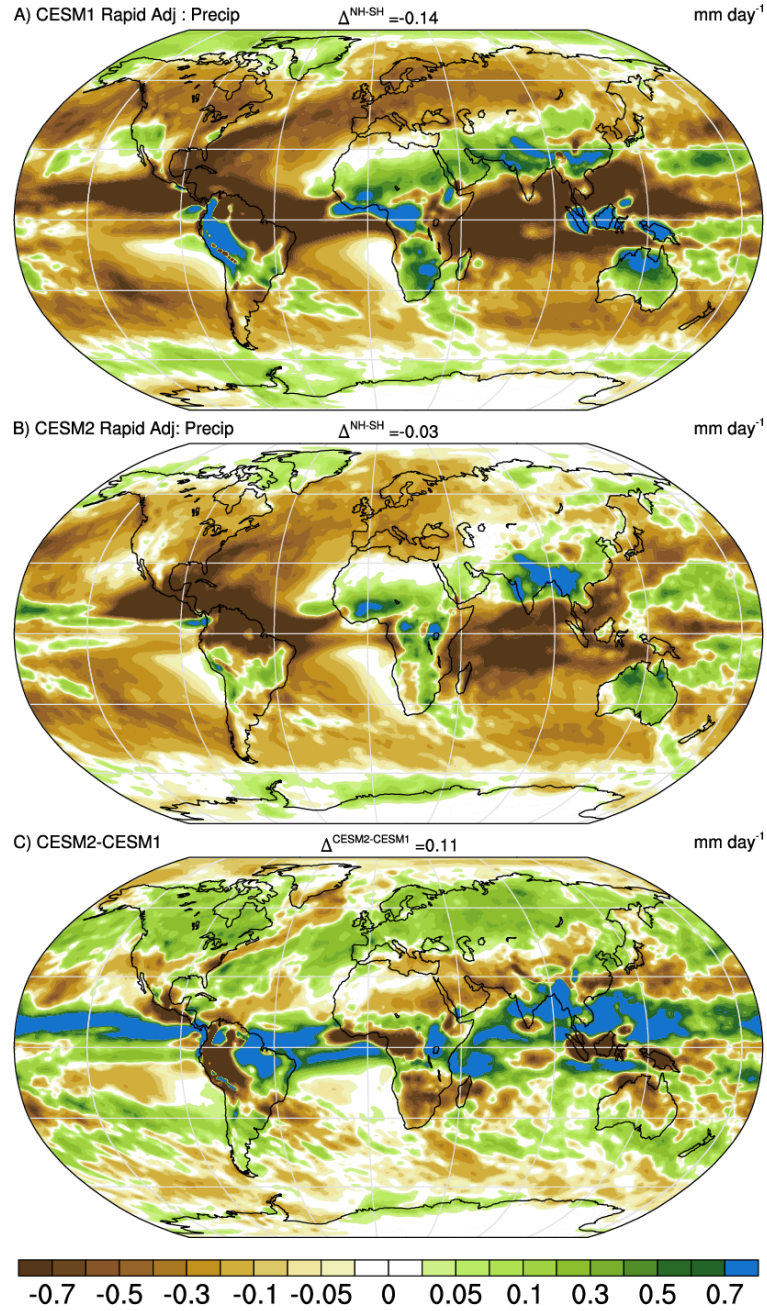 A) CESM1 Rapid Adj : Precip Δ^NH-SH =-0.14 mm day^-1
B) CESM2 Rapid Adj: Precip Δ^NH-SH =-0.03 mm day^-1
C) CESM2-CESM1 Δ^CESM2-CESM1 =0.11 mm day^-1
-0.7 -0.5 -0.3 -0.1 -0.05 0 0.05 0.1 0.3 0.5 0.7